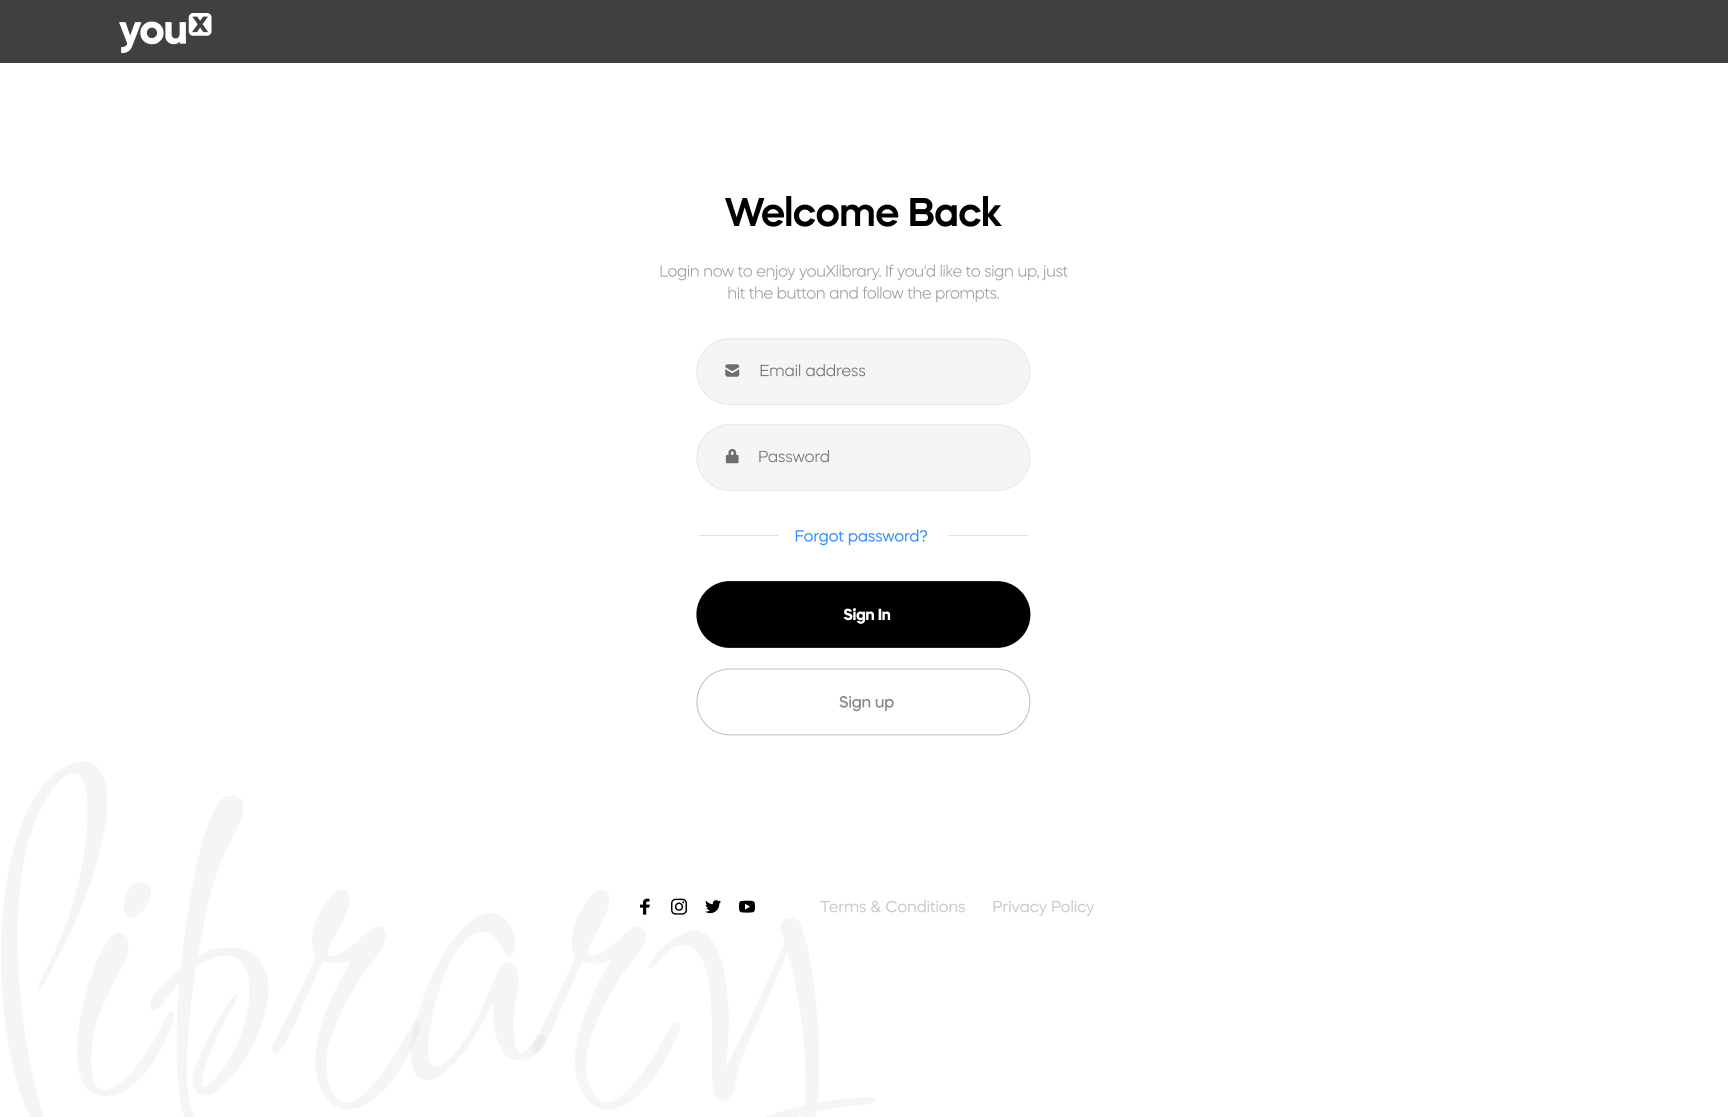 youX
Welcome Back
Login now to enjoy youXlibrary. If you'd like to sign up, just
hit the button and follow the prompts.
Email address
Password
Forgot password?
Sign In
Sign up
Terms & Conditions
Privacy Policy
library